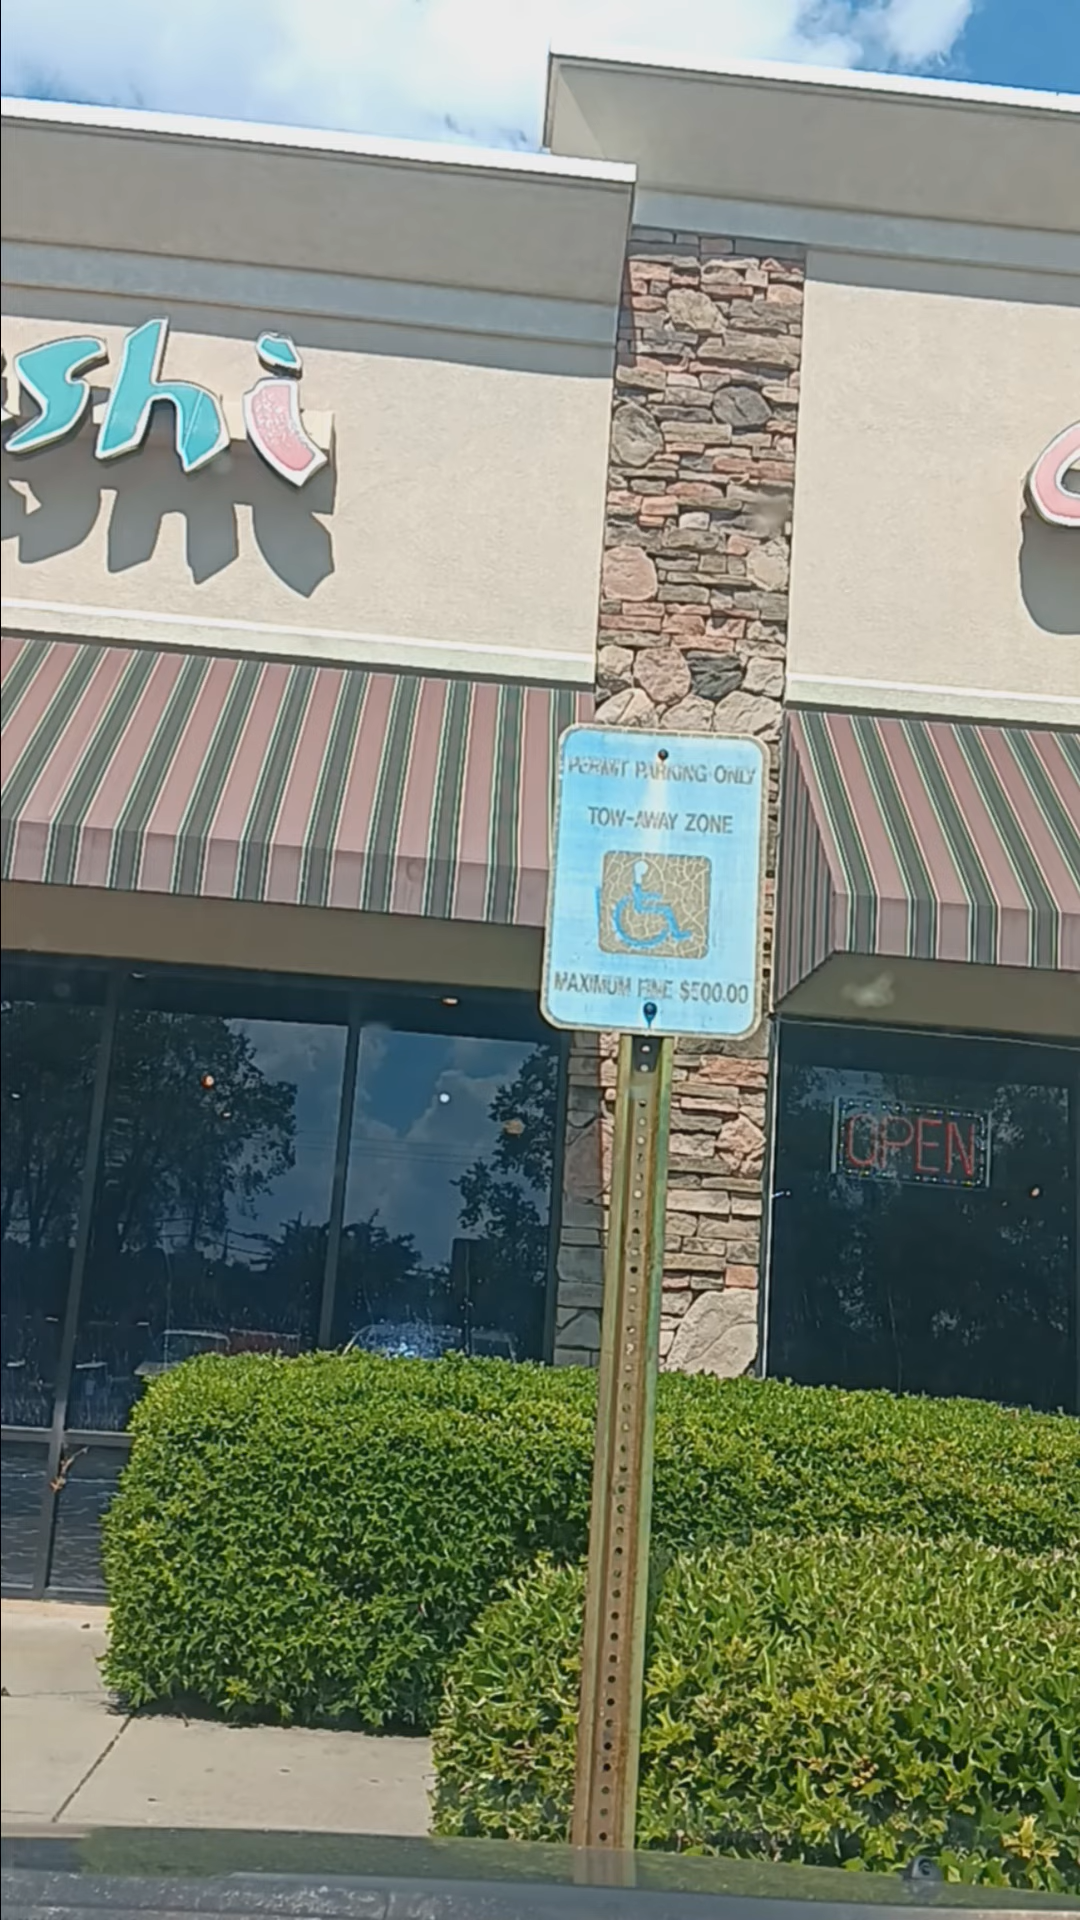 shi
PERMIT PARKING ONLY
TOW-AWAY ZONE
MAXIMUM FINE $500.00
OPEN